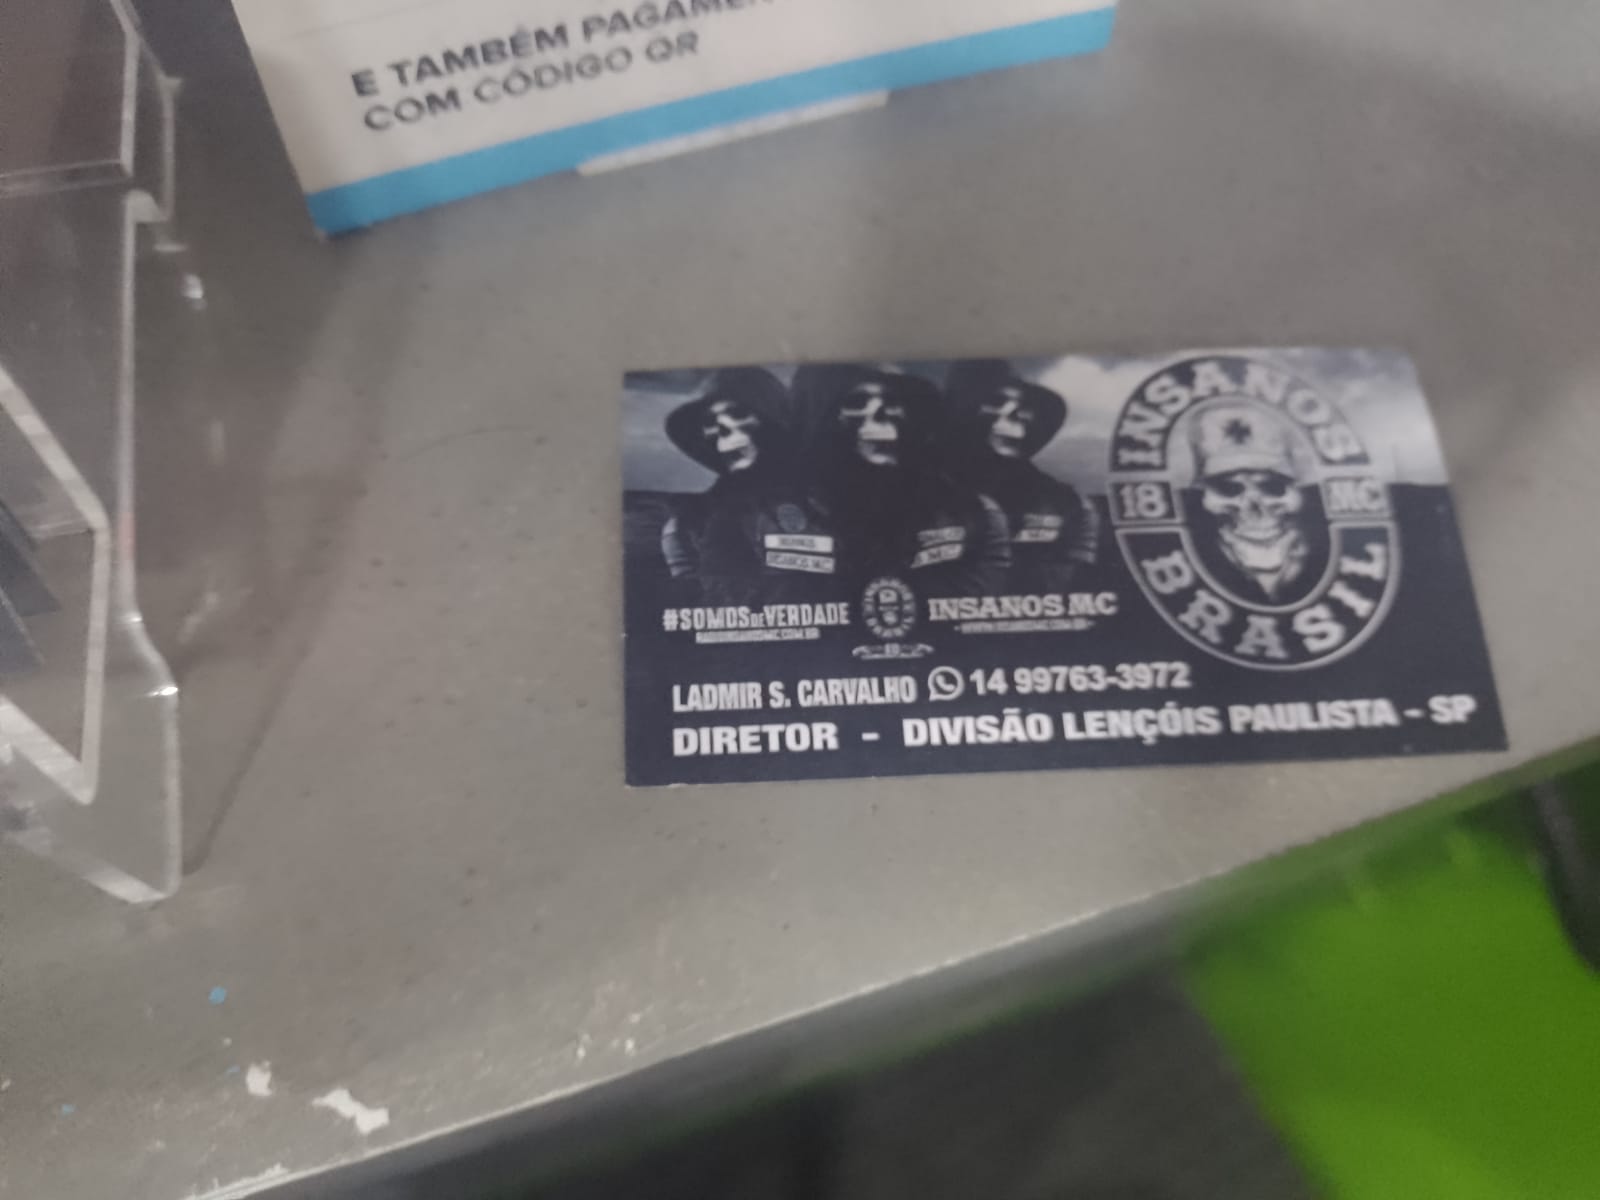 E TAMBÉM
COM CÓDIGO QR
INSANOS
18 MC
BRASIL
#SOMOSDEVERDADE
INSANOS MC
LADMIR S. CARVALHO 14 99763-3972
DIRETOR - DIVISÃO LENÇÓIS PAULISTA - SP